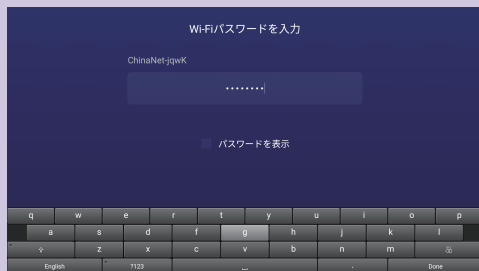 Wi-Fiパスワードを入力
ChinaNet-jqwK
••••••••
パスワードを表示
q w e r t y u i o p
a s d f g h j k l
z x c v b n m
English ?123 . Done